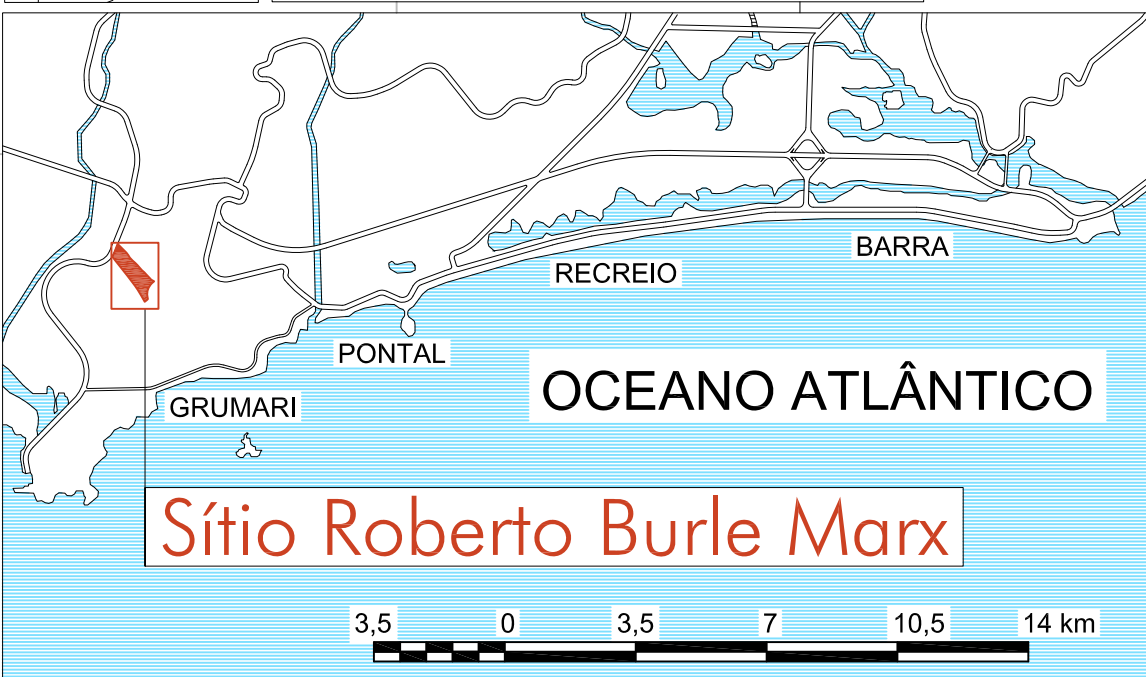 BARRA
RECREIO
PONTAL
OCEANO ATLÂNTICO
GRUMARI
Sítio Roberto Burle Marx
3,5 0 3,5 7 10,5 14 km